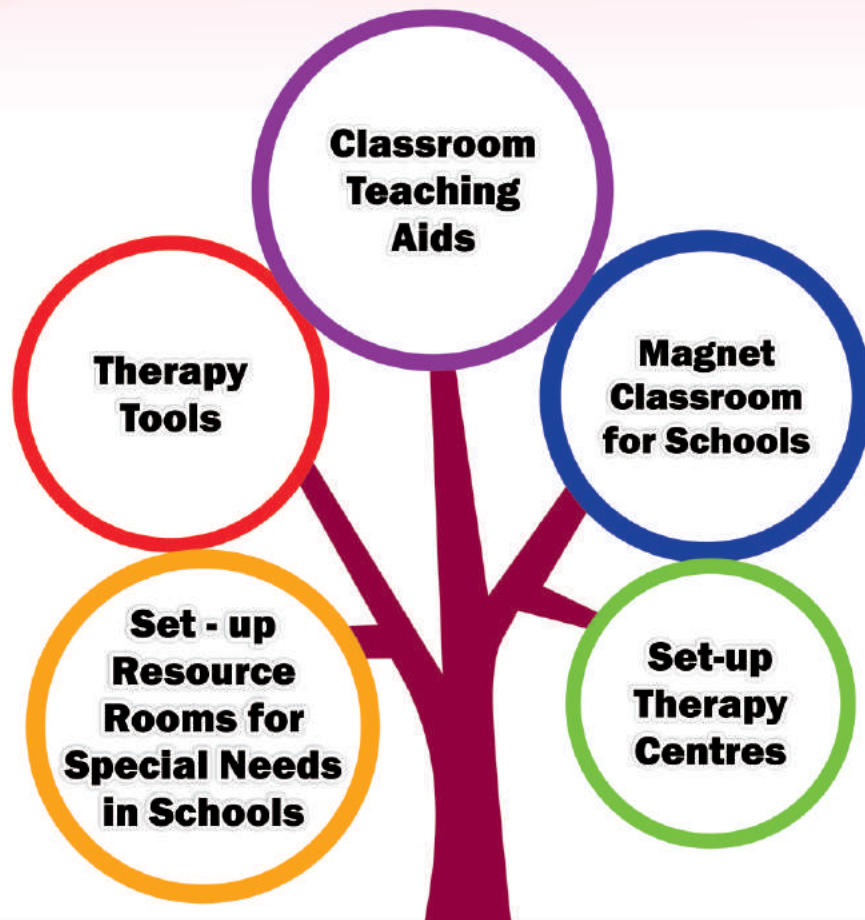 Classroom
Teaching
Aids
Therapy
Tools
Magnet
Classroom
for Schools
Set - up
Resource
Rooms for
Special Needs
in Schools
Set-up
Therapy
Centres